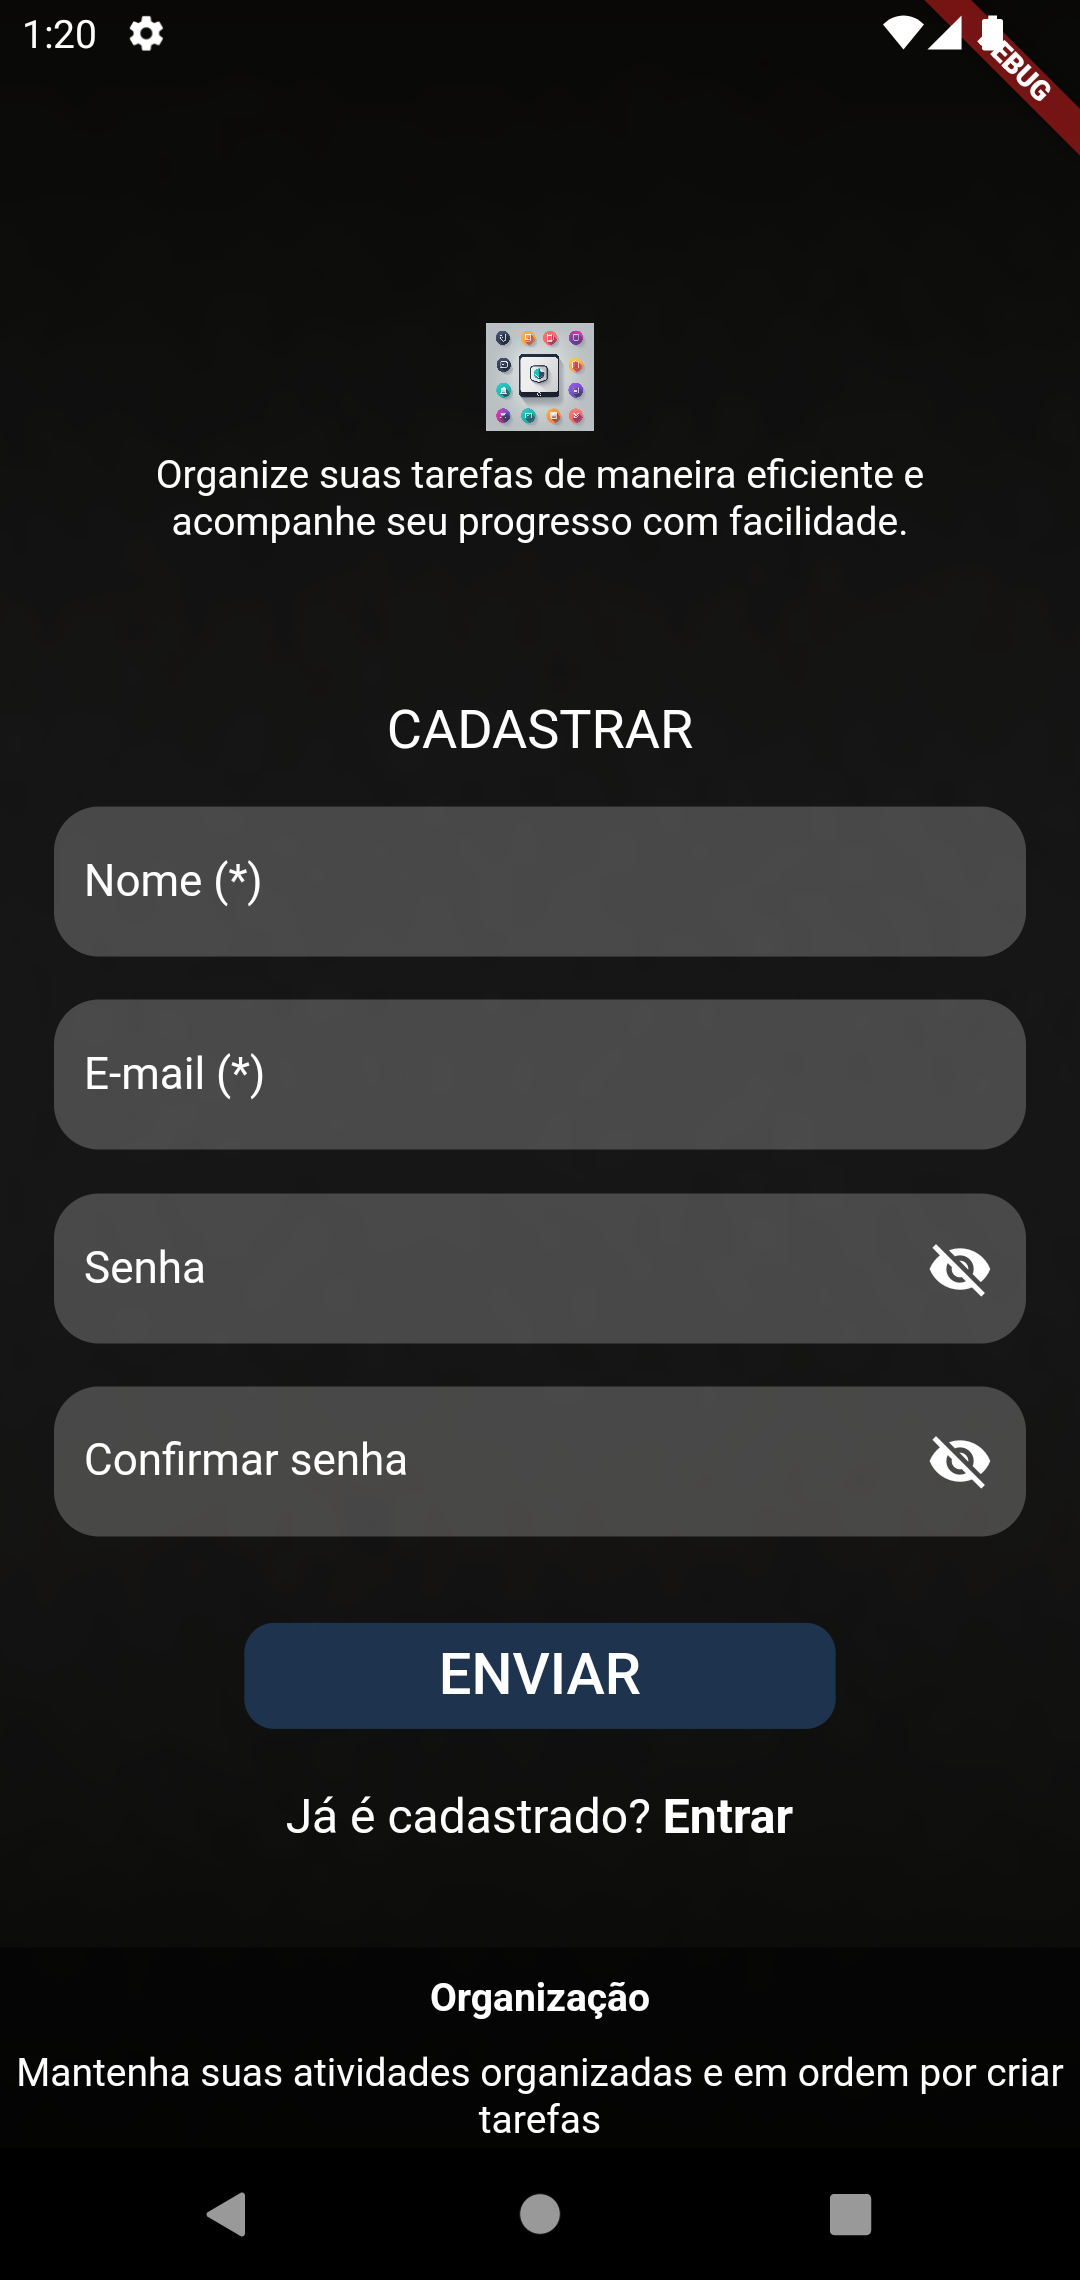 1:20
DEBUG
Organize suas tarefas de maneira eficiente e
acompanhe seu progresso com facilidade.
CADASTRAR
Nome (*)
E-mail (*)
Senha
Confirmar senha
ENVIAR
Já é cadastrado? Entrar
Organização
Mantenha suas atividades organizadas e em ordem por criar
tarefas